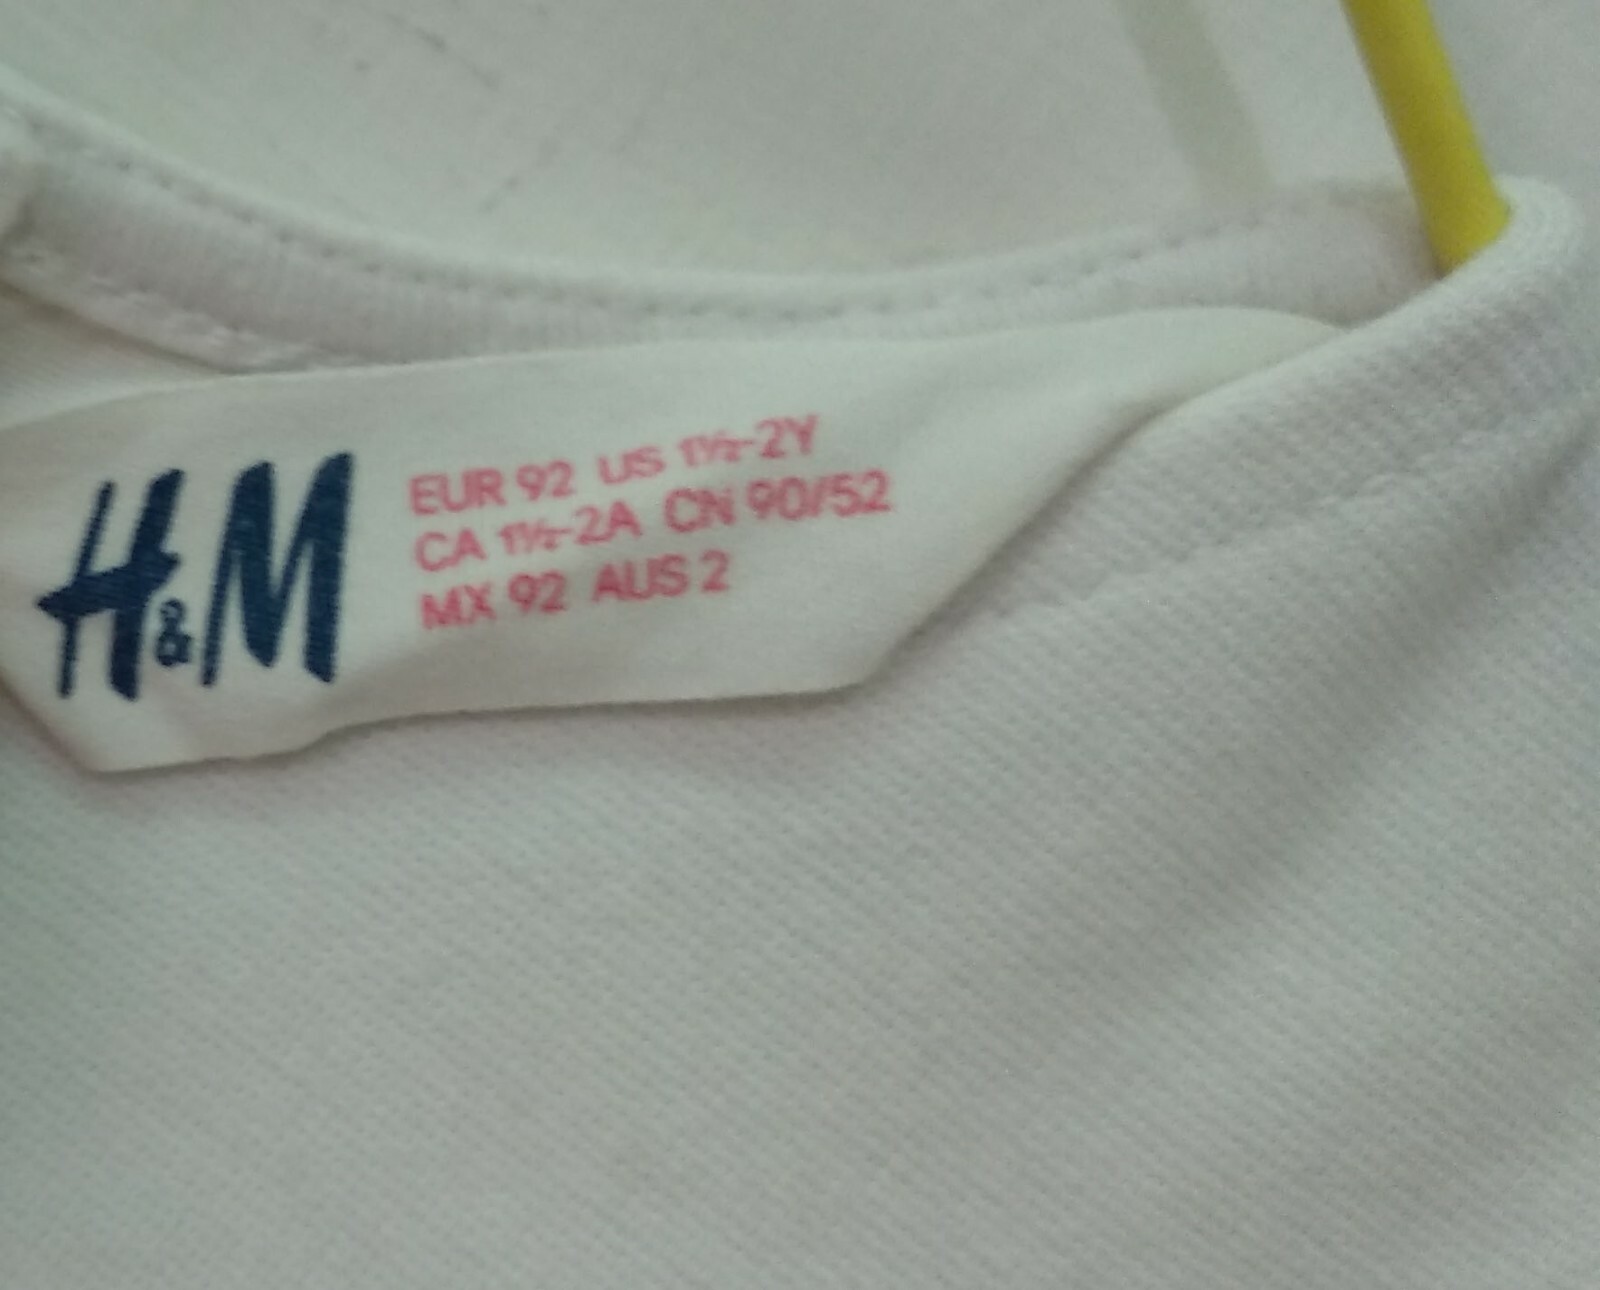 H&M
EUR 92 US 1½-2Y
CA 1½-2A CN 90/52
MX 92 AUS 2